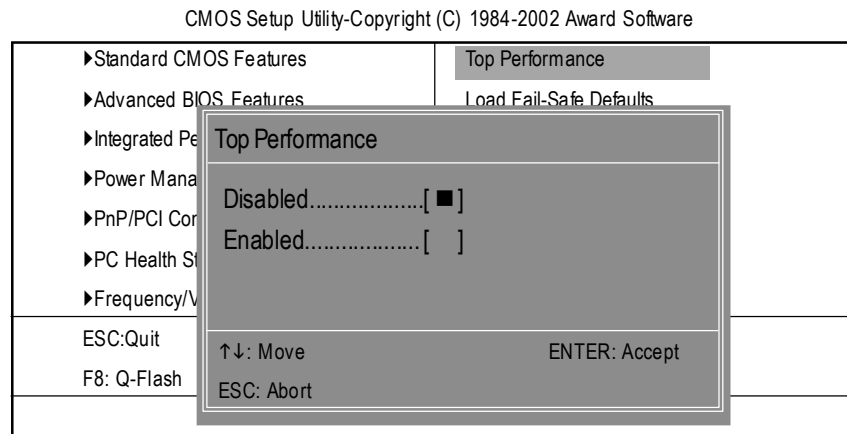 CMOS Setup Utility-Copyright (C) 1984-2002 Award Software
▶Standard CMOS Features
Top Performance
▶Advanced BIOS Features
Load Fail-Safe Defaults
▶Integrated Pe
▶Power Mana
▶PnP/PCI Con
▶PC Health St
▶Frequency/V
ESC:Quit
F8: Q-Flash
Top Performance
Disabled...................[ ■ ]
Enabled...................[ ]
↑↓: Move
ENTER: Accept
ESC: Abort